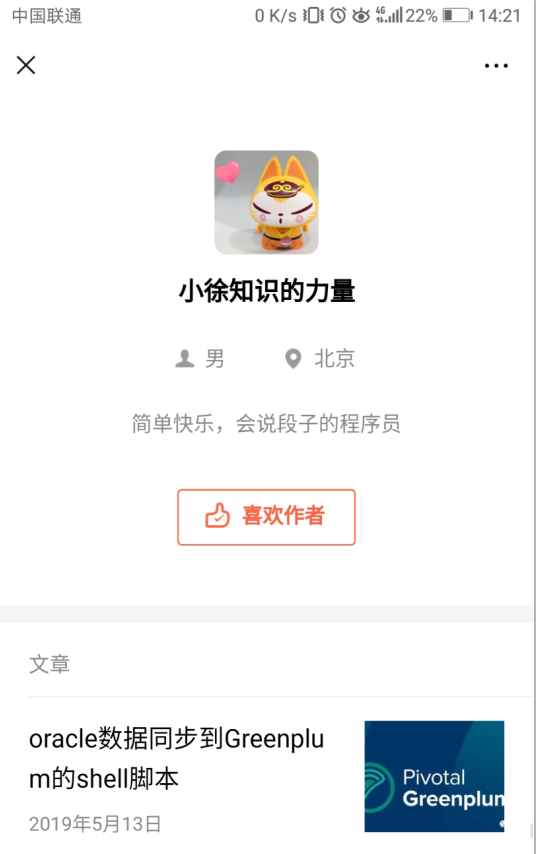 中国联通 0 K/s 4G 22% 14:21
小徐知识的力量
男 北京
简单快乐，会说段子的程序员
喜欢作者
文章
oracle数据同步到Greenplu
m的shell脚本
2019年5月13日
Pivotal
Greenplum